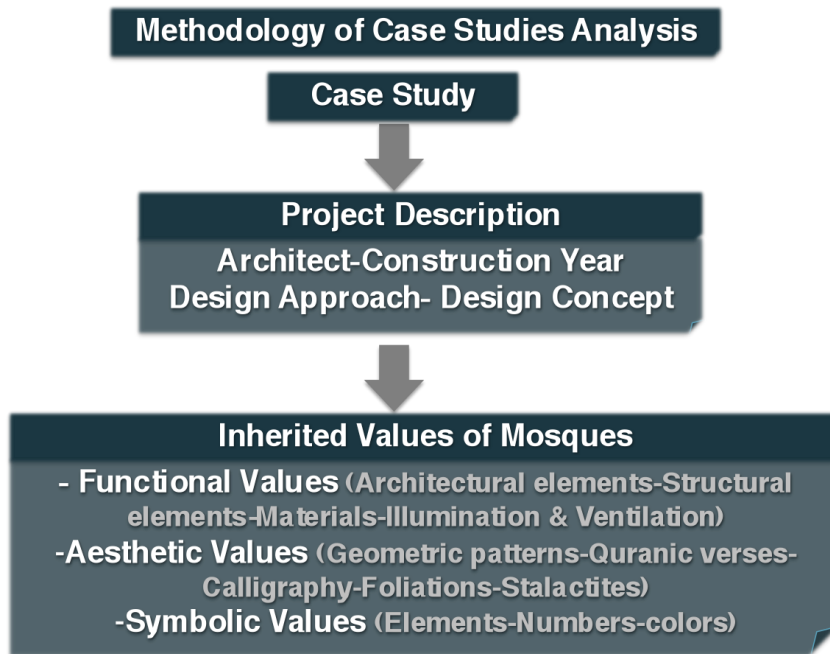 Methodology of Case Studies Analysis
Case Study
Project Description
Architect-Construction Year
Design Approach- Design Concept
Inherited Values of Mosques
- Functional Values (Architectural elements-Structural
elements-Materials-Illumination & Ventilation)
-Aesthetic Values (Geometric patterns-Quranic verses-
Calligraphy-Foliations-Stalactites)
-Symbolic Values (Elements-Numbers-colors)